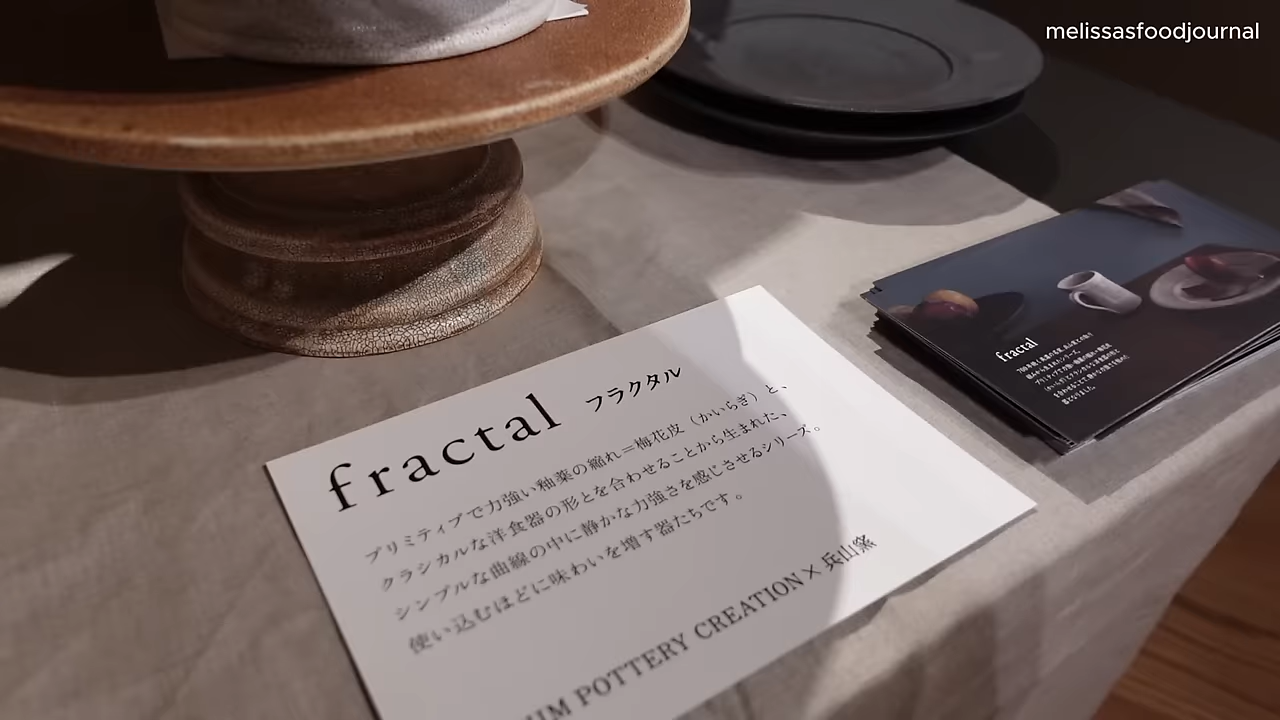 melissasfoodjournal
fractal フラクタル
プリミティブで力強い釉薬の縮れ＝梅花皮（かいらぎ）と、
クラシカルな洋食器の形とを合わせることから生まれた、
シンプルな曲線の中に静かな力強さを感じさせるシリーズ。
使い込むほどに味わいを増す器たちです。
POTTERY CREATION × 兵山窯
fractal